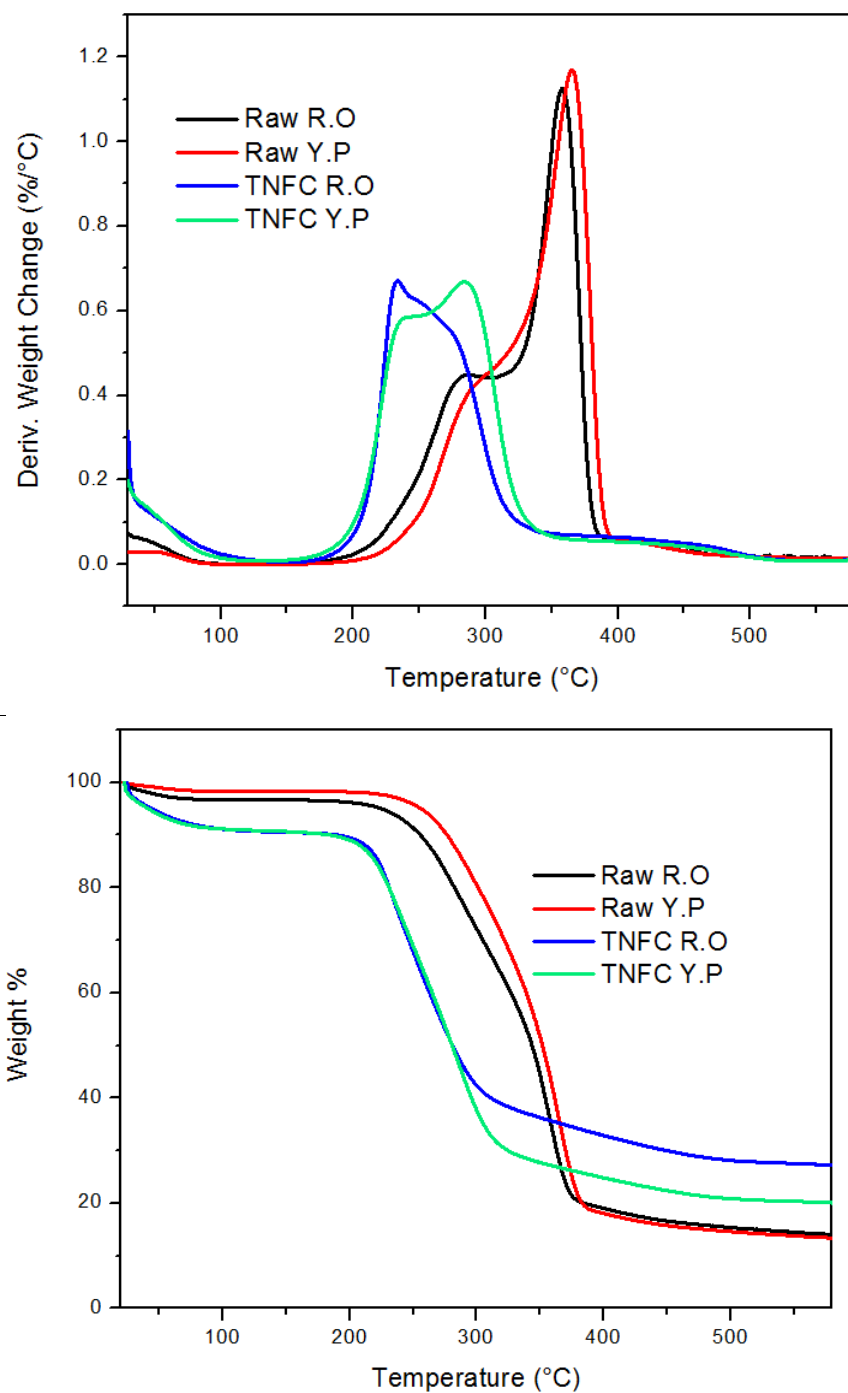 1.2
1.0
0.8
0.6
0.4
0.2
0.0
Deriv. Weight Change (%/°C)
Raw R.O
Raw Y.P
TNFC R.O
TNFC Y.P
100
200
300
400
500
Temperature (°C)
100
80
60
40
20
0
Weight %
Raw R.O
Raw Y.P
TNFC R.O
TNFC Y.P
100
200
300
400
500
Temperature (°C)